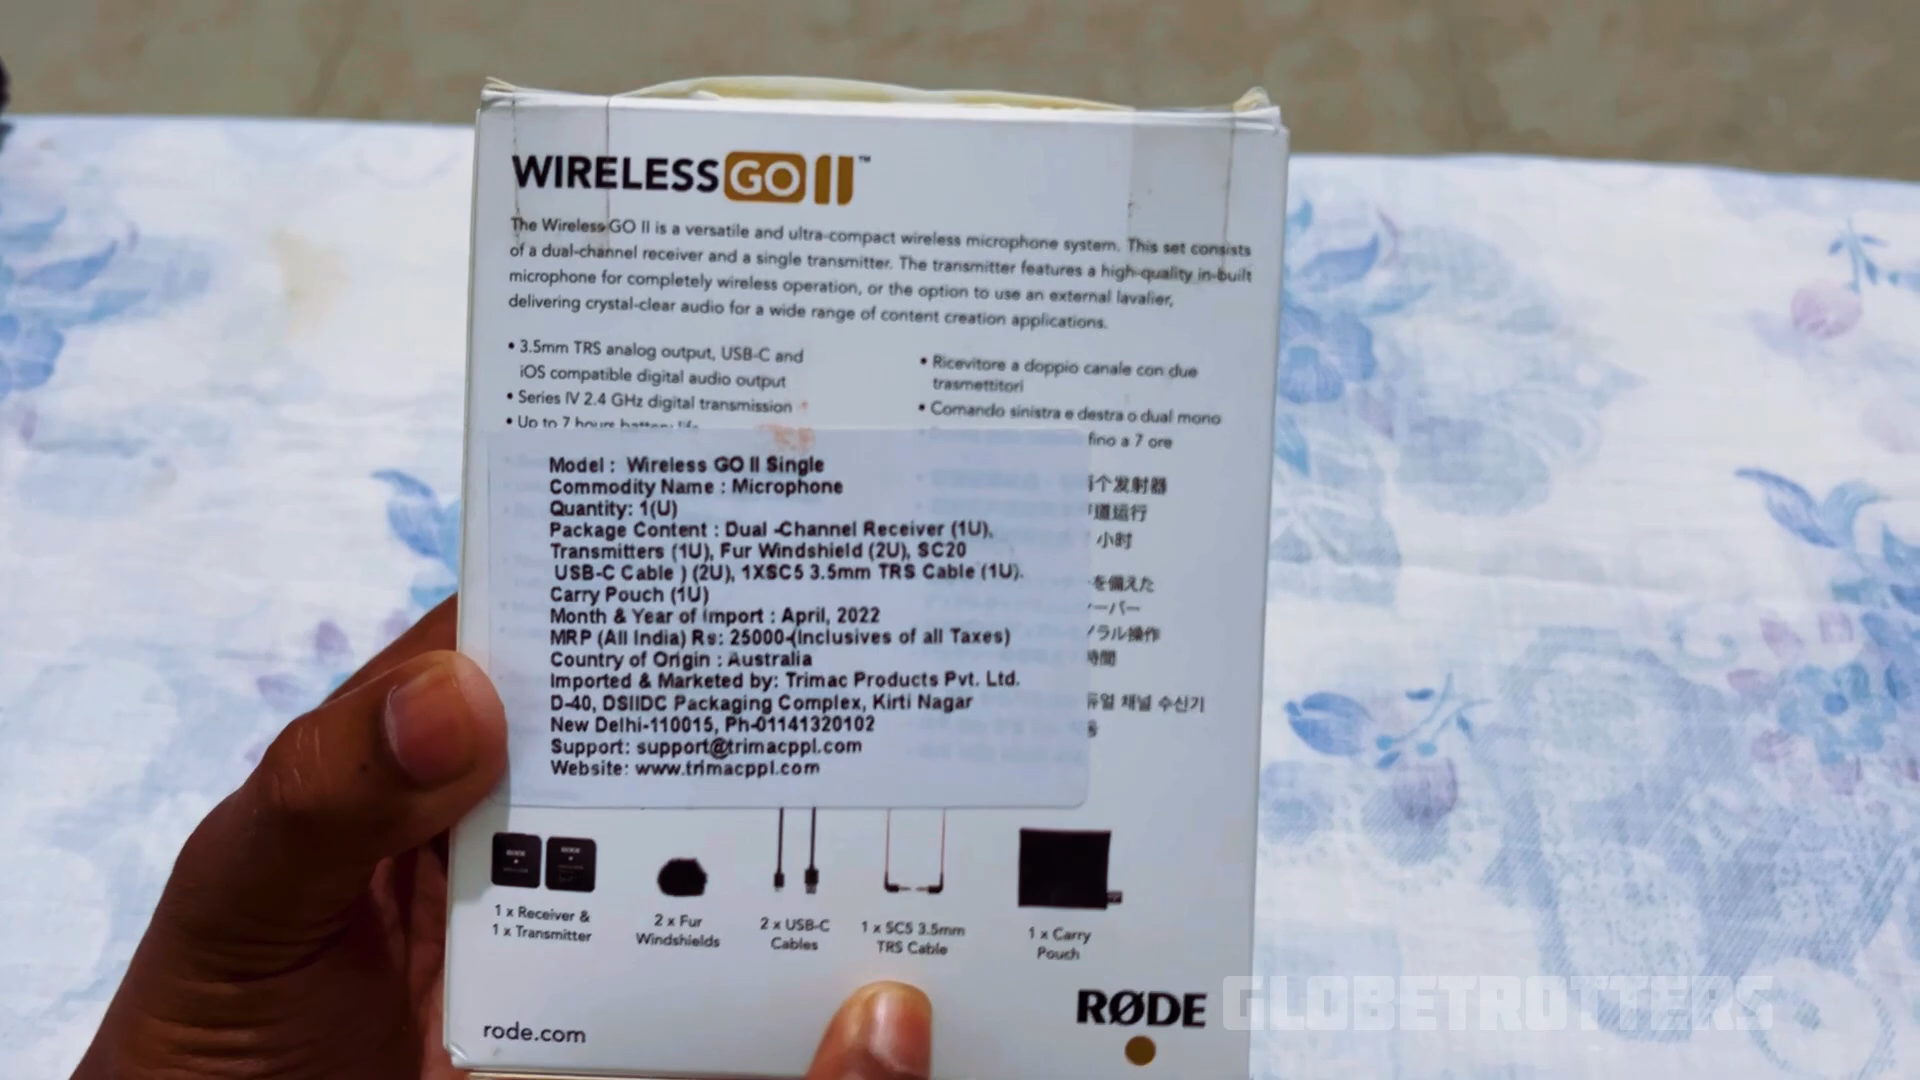 WIRELESS GO II™
The Wireless GO II is a versatile and ultra-compact wireless microphone system. This set consists
of a dual-channel receiver and a single transmitter. The transmitter features a high-quality in-built
microphone for completely wireless operation, or the option to use an external lavalier,
delivering crystal-clear audio for a wide range of content creation applications.
• 3.5mm TRS analog output, USB-C and
iOS compatible digital audio output
• Series IV 2.4 GHz digital transmission
• Up to 7 hours battery life
• Ricevitore a doppio canale con due
trasmettitori
• Comando sinistra e destra o dual mono
fino a 7 ore
个发射器
道运行
小时
を備えた
ーバー
ラル操作
時間
듀얼 채널 수신기
Model : Wireless GO II Single
Commodity Name : Microphone
Quantity: 1(U)
Package Content : Dual -Channel Receiver (1U),
Transmitters (1U), Fur Windshield (2U), SC20
USB-C Cable ) (2U), 1XSC5 3.5mm TRS Cable (1U).
Carry Pouch (1U)
Month & Year of Import : April, 2022
MRP (All India) Rs: 25000-(Inclusives of all Taxes)
Country of Origin : Australia
Imported & Marketed by: Trimac Products Pvt. Ltd.
D-40, DSIIDC Packaging Complex, Kirti Nagar
New Delhi-110015, Ph-01141320102
Support: support@trimacppl.com
Website: www.trimacppl.com
1 x Receiver &
1 x Transmitter
2 x Fur
Windshields
2 x USB-C
Cables
1 x SC5 3.5mm
TRS Cable
1 x Carry
Pouch
rode.com
RØDE
GLOBETROTTERS